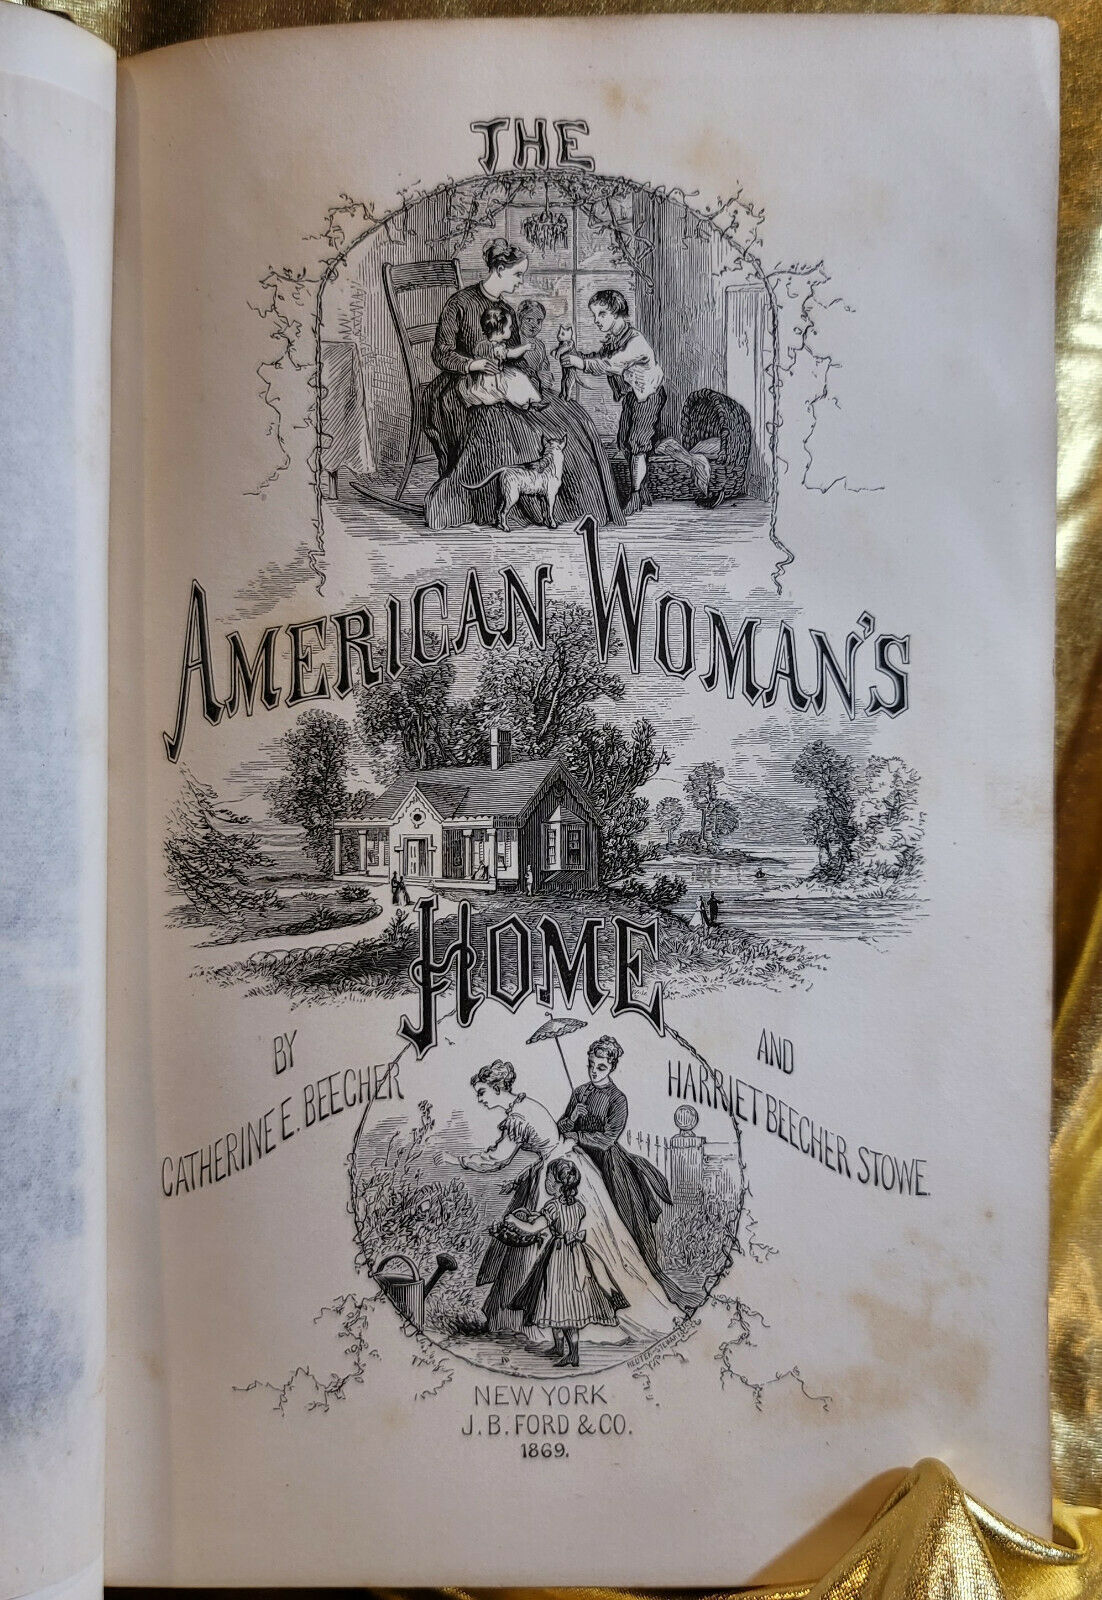 THE
AMERICAN WOMAN'S
HOME
BY
CATHERINE E. BEECHER
AND
HARRIET BEECHER STOWE.
NEW YORK
J. B. FORD & CO.
1869.